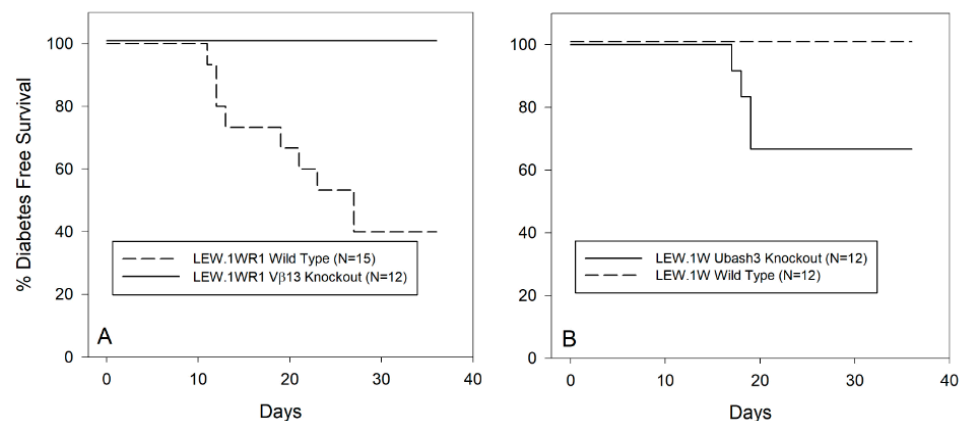 % Diabetes Free Survival
100
80
60
40
20
0
LEW.1WR1 Wild Type (N=15)
LEW.1WR1 Vβ13 Knockout (N=12)
A
0 10 20 30 40
Days
100
80
60
40
20
0
LEW.1W Ubash3 Knockout (N=12)
LEW.1W Wild Type (N=12)
B
0 10 20 30 40
Days